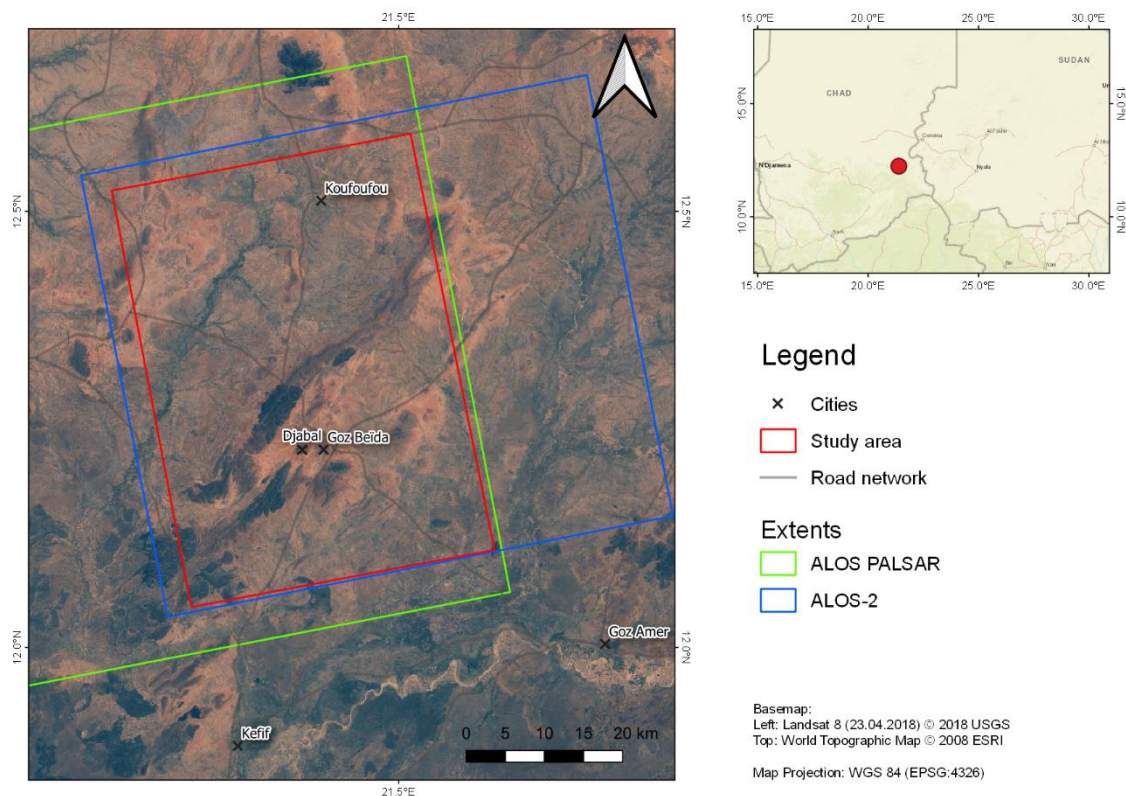 21.5°E
12.5°N
12.5°N
Koufoufou
Djabal
Goz Beïda
Goz Amer
12.0°N
12.0°N
Kefif
0 5 10 15 20 km
21.5°E
15.0°E 20.0°E 25.0°E 30.0°E
15.0°N
15.0°N
CHAD
SUDAN
N'Djamena
Geneina
Nyala
10.0°N
10.0°N
15.0°E 20.0°E 25.0°E 30.0°E
Legend
Cities
Study area
Road network
Extents
ALOS PALSAR
ALOS-2
Basemap:
Left: Landsat 8 (23.04.2018) © 2018 USGS
Top: World Topographic Map © 2008 ESRI
Map Projection: WGS 84 (EPSG:4326)